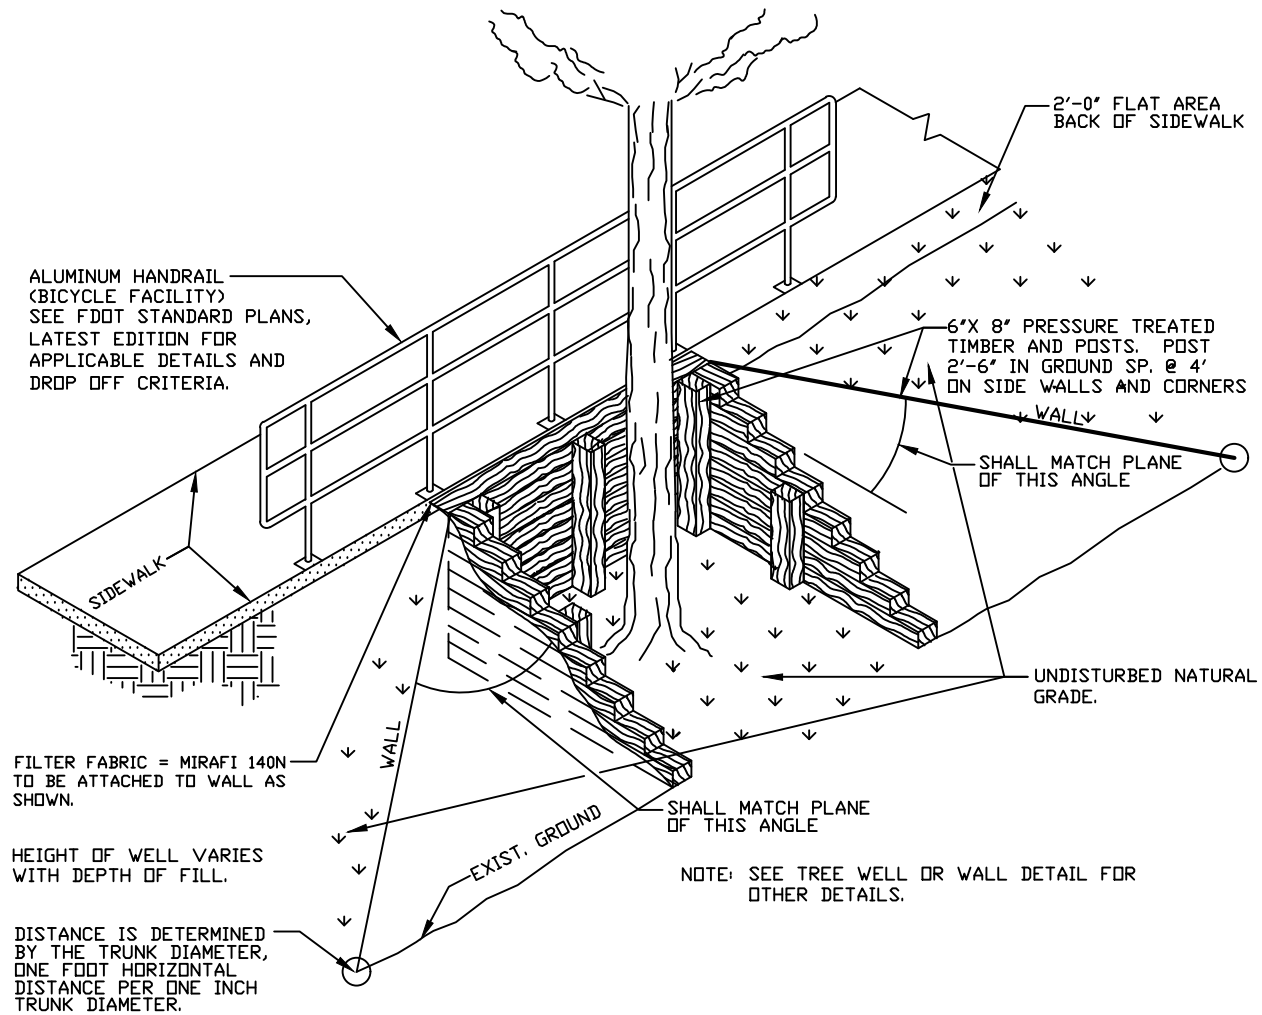 2'-0" FLAT AREA
BACK OF SIDEWALK
ALUMINUM HANDRAIL
(BICYCLE FACILITY)
SEE FDOT STANDARD PLANS,
LATEST EDITION FOR
APPLICABLE DETAILS AND
DROP OFF CRITERIA.
6"X 8" PRESSURE TREATED
TIMBER AND POSTS. POST
2'-6" IN GROUND SP. @ 4'
ON SIDE WALLS AND CORNERS
WALL
SHALL MATCH PLANE
OF THIS ANGLE
SIDEWALK
UNDISTURBED NATURAL
GRADE.
WALL
FILTER FABRIC = MIRAFI 140N
TO BE ATTACHED TO WALL AS
SHOWN.
SHALL MATCH PLANE
OF THIS ANGLE
EXIST. GROUND
HEIGHT OF WELL VARIES
WITH DEPTH OF FILL.
NOTE: SEE TREE WELL OR WALL DETAIL FOR
OTHER DETAILS.
DISTANCE IS DETERMINED
BY THE TRUNK DIAMETER,
ONE FOOT HORIZONTAL
DISTANCE PER ONE INCH
TRUNK DIAMETER.